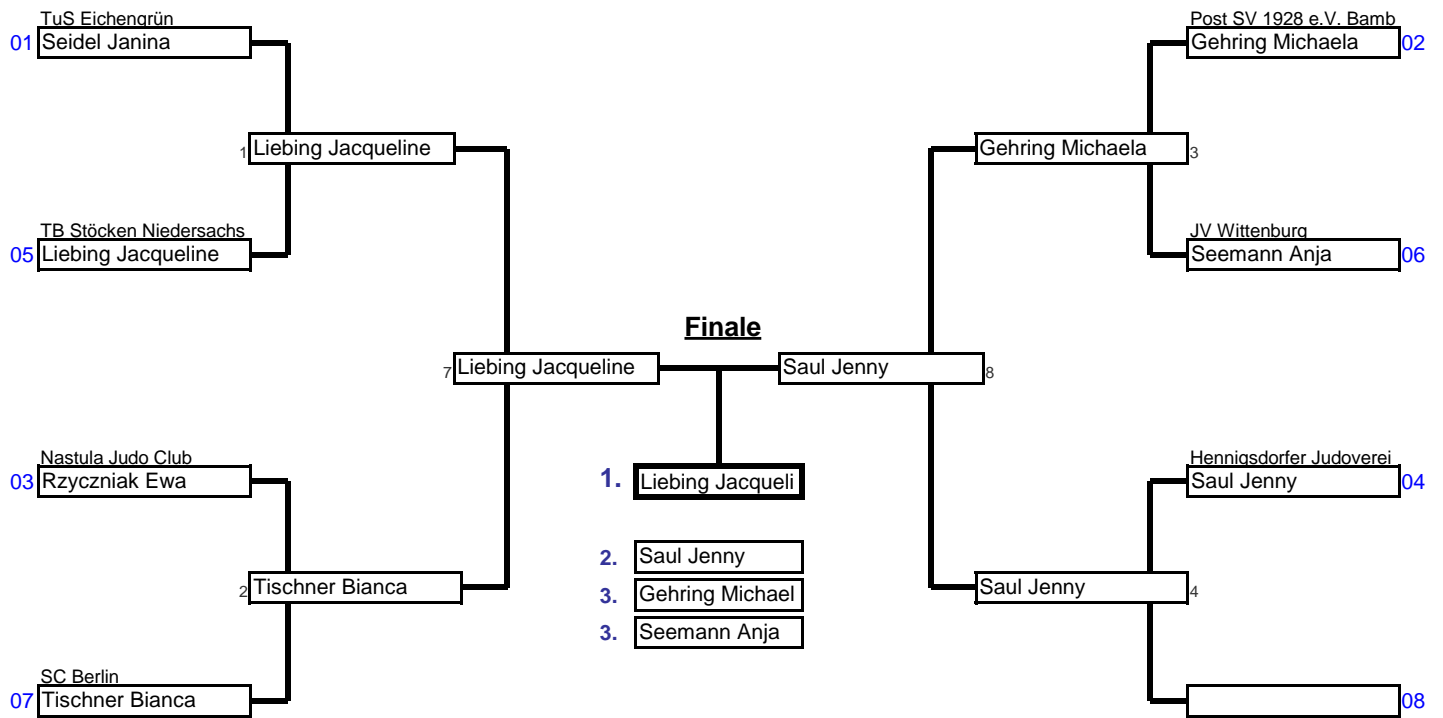 TuS Eichengrün
01 Seidel Janina
Post SV 1928 e.V. Bamb
Gehring Michaela 02
1 Liebing Jacqueline
Gehring Michaela 3
TB Stöcken Niedersachs
05 Liebing Jacqueline
JV Wittenburg
Seemann Anja 06
Finale
7 Liebing Jacqueline
Saul Jenny 8
Nastula Judo Club
03 Rzyczniak Ewa
1. Liebing Jacqueli
Hennigsdorfer Judoverei
Saul Jenny 04
2. Saul Jenny
3. Gehring Michael
3. Seemann Anja
2 Tischner Bianca
Saul Jenny 4
SC Berlin
07 Tischner Bianca
08